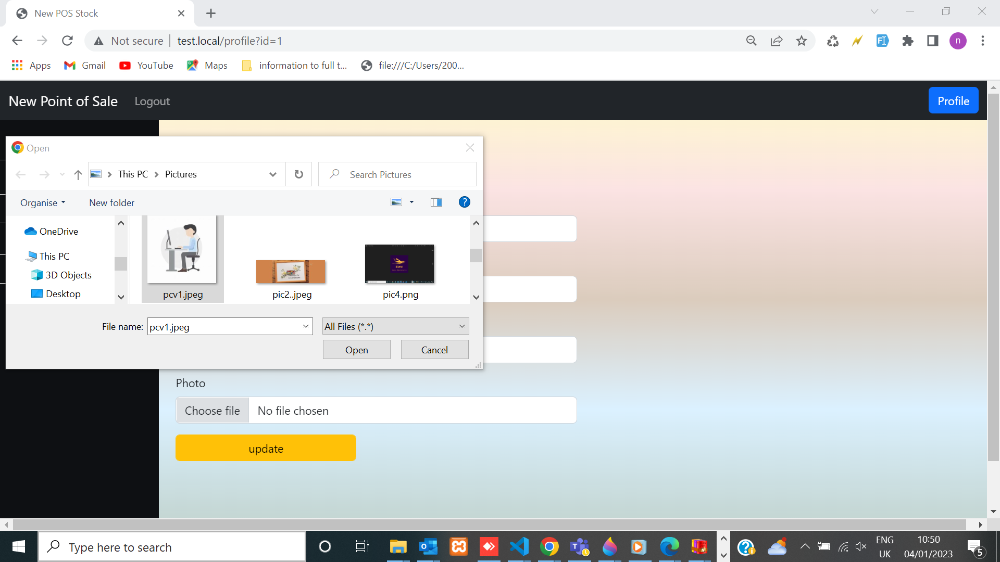 New POS Stock
Not secure
test.local/profile?id=1
n
Apps
Gmail
YouTube
Maps
information to full t...
file:///C:/Users/200...
New Point of Sale
Logout
Profile
Open
This PC
Pictures
Search Pictures
Organise
New folder
?
OneDrive
This PC
3D Objects
Desktop
pcv1.jpeg
pic2..jpeg
pic4.png
File name:
pcv1.jpeg
All Files (*.*)
Open
Cancel
Photo
Choose file
No file chosen
update
Type here to search
ENG
UK
10:50
04/01/2023
5